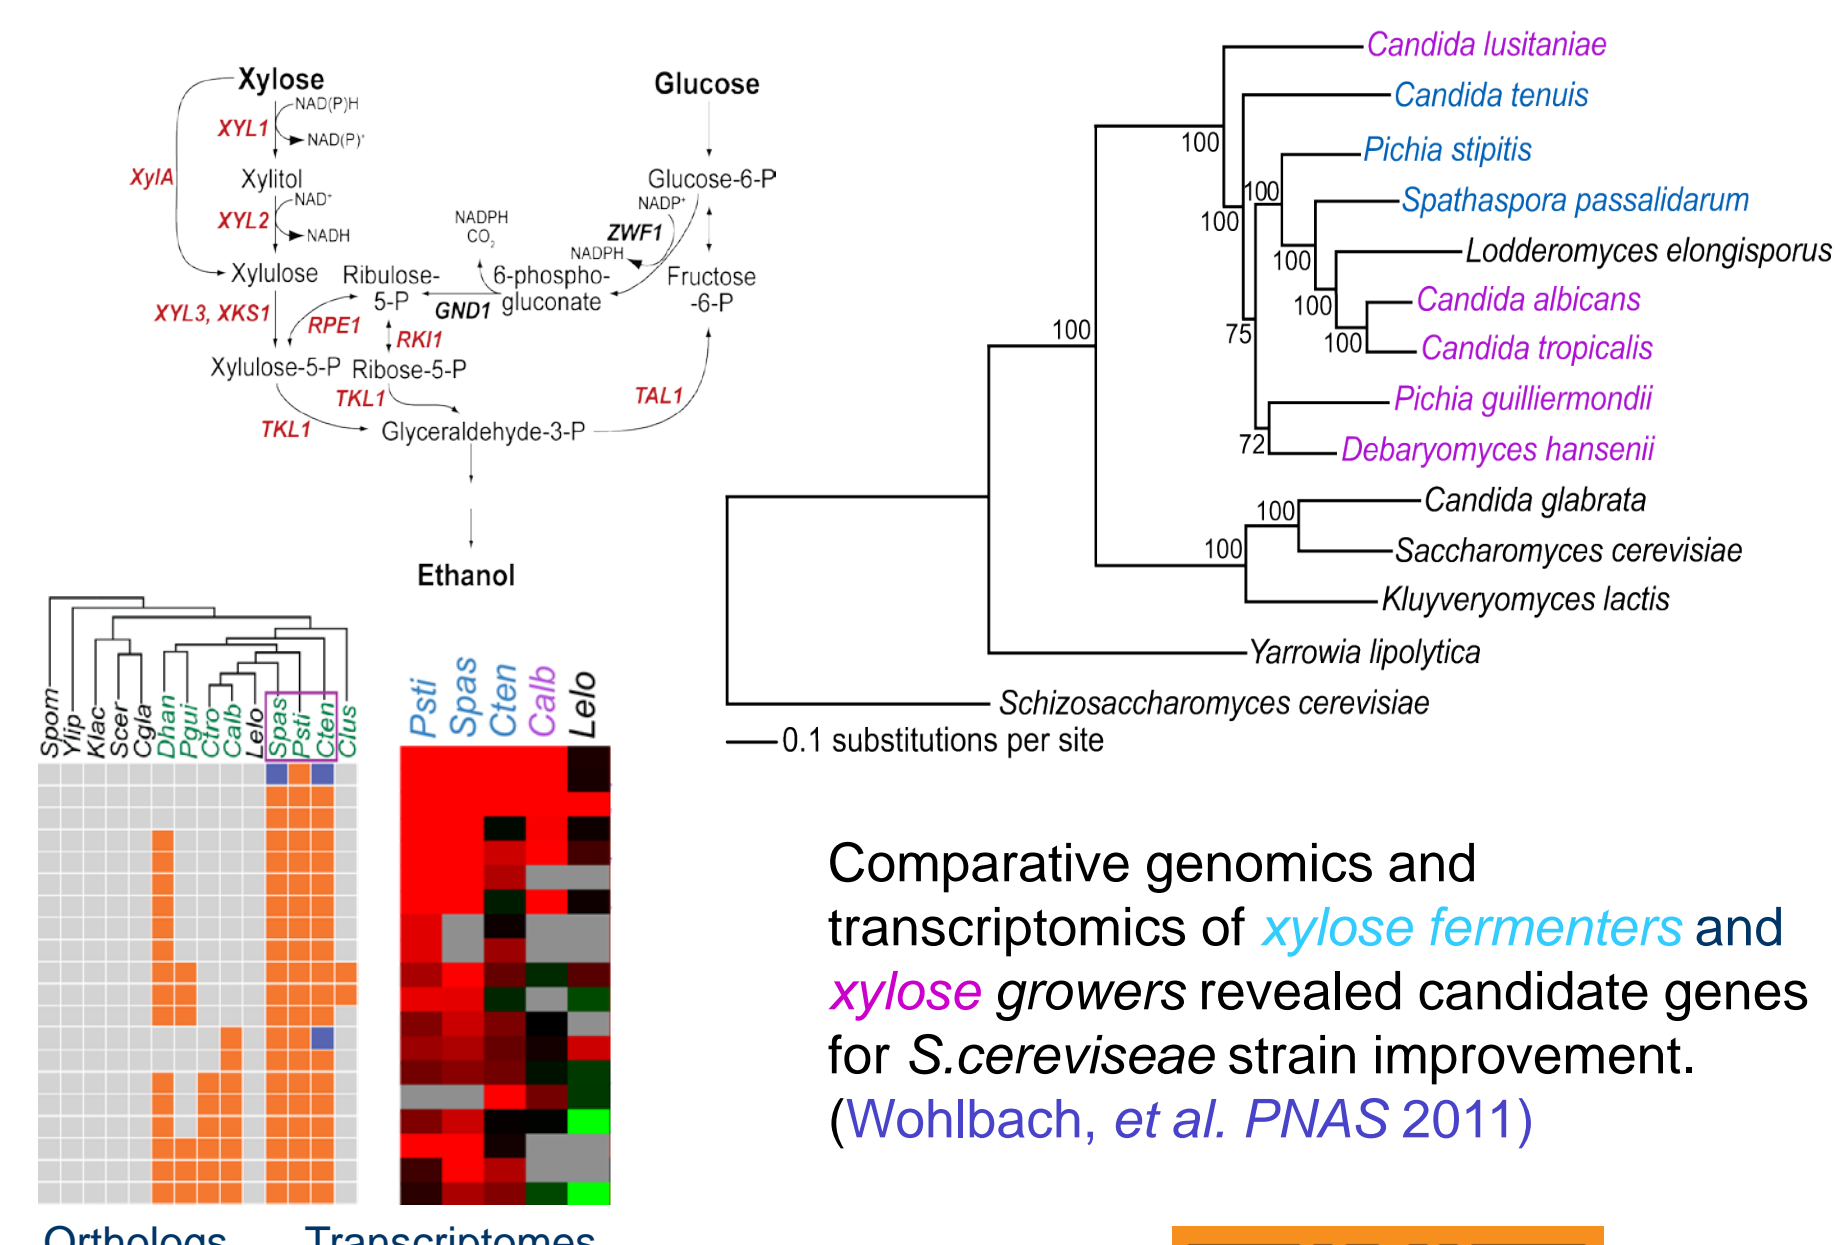 Xylose
NAD(P)H
XYL1
NAD(P)⁺
XylA
Xylitol
NAD⁺
XYL2
NADH
Xylulose
XYL3, XKS1
Ribulose-
5-P
RPE1
RKI1
Xylulose-5-P
Ribose-5-P
TKL1
TKL1
Glyceraldehyde-3-P
TAL1
Ethanol
Glucose
Glucose-6-P
NADP⁺
ZWF1
NADPH
NADPH
CO₂
6-phospho-
gluconate
GND1
Fructose
-6-P
Candida lusitaniae
Candida tenuis
Pichia stipitis
Spathaspora passalidarum
Lodderomyces elongisporus
Candida albicans
Candida tropicalis
Pichia guilliermondii
Debaryomyces hansenii
Candida glabrata
Saccharomyces cerevisiae
Kluyveryomyces lactis
Yarrowia lipolytica
Schizosaccharomyces cerevisiae
100
100
100
100
100
100
100
75
72
100
100
0.1 substitutions per site
Spom
Ylip
Klac
Scer
Cgla
Dhan
Pgui
Ctro
Calb
Lelo
Spas
Psti
Cten
Clus
Psti
Spas
Cten
Calb
Lelo
Orthologs
Transcriptomes
Comparative genomics and
transcriptomics of xylose fermenters and
xylose growers revealed candidate genes
for S.cereviseae strain improvement.
(Wohlbach, et al. PNAS 2011)